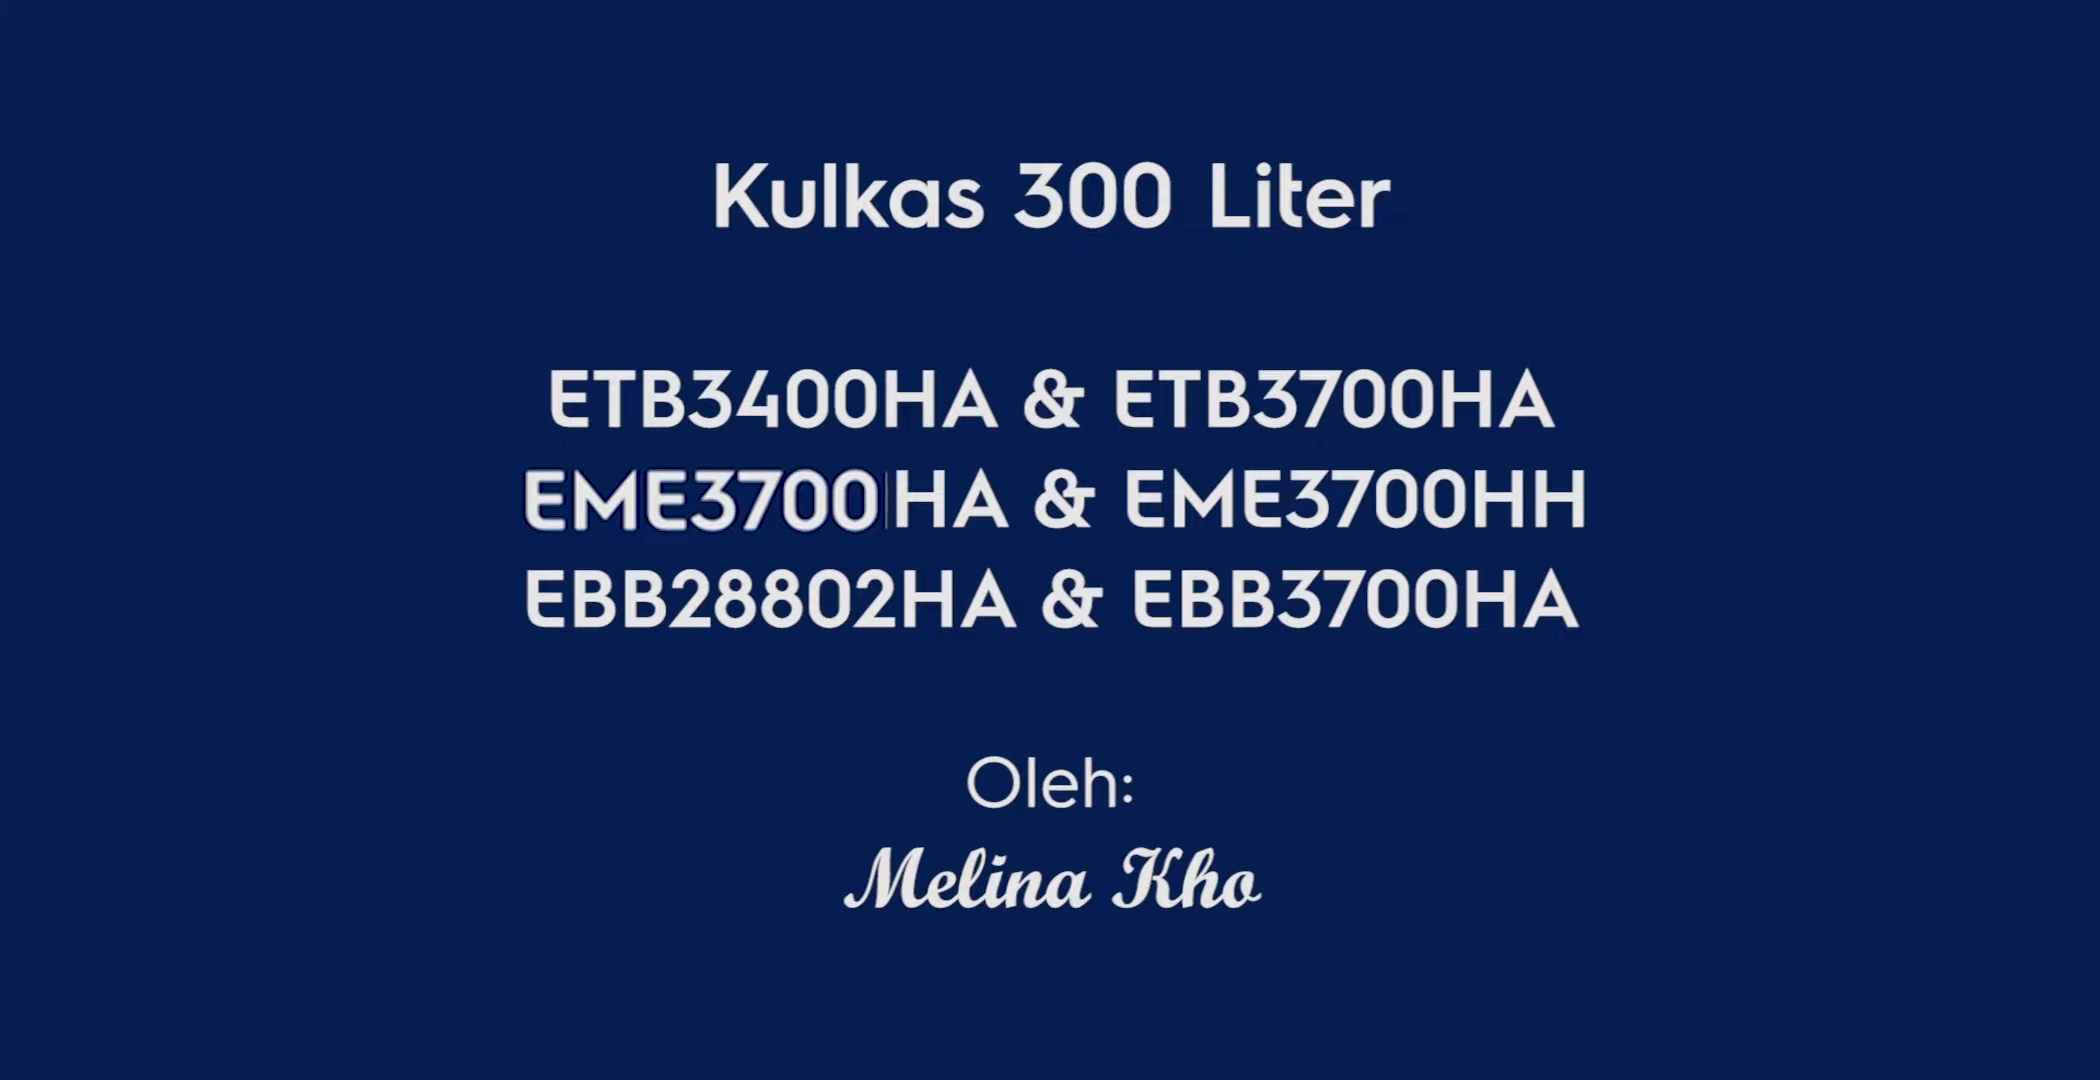 Kulkas 300 Liter
ETB3400HA & ETB3700HA
EME3700HA & EME3700HH
EBB28802HA & EBB3700HA
Oleh:
Melina Kho